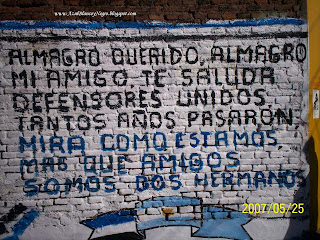 www.AzulBlancoyNegro.blogspot.com
ALMAGRO QUERIDO, ALMAGRO
MI AMIGO TE SALUDA
DEFENSORES UNIDOS,
TANTOS AÑOS PASARON.
MIRA COMO ESTAMOS,
MAS QUE AMIGOS
SOMOS DOS HERMANOS
2007/05/25